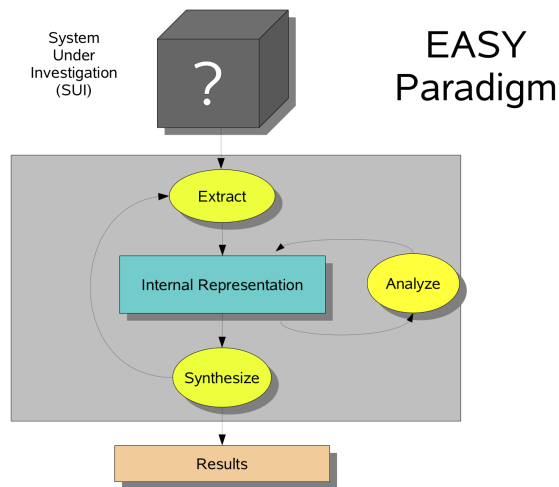 System
Under
Investigation
(SUI)
?
EASY
Paradigm
Extract
Internal Representation
Analyze
Synthesize
Results